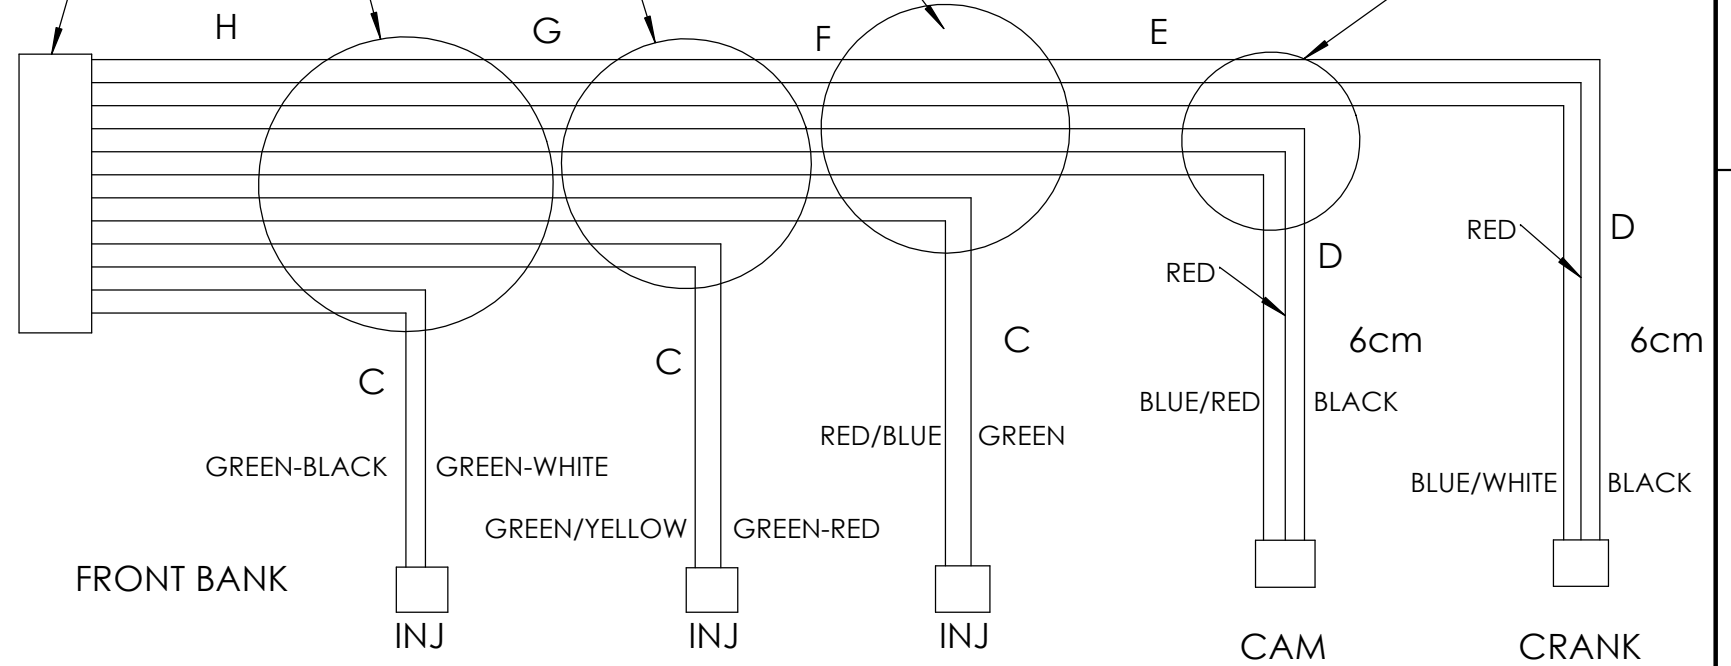 H
G
F
E
RED
D
RED
D
C
C
C
6cm
6cm
BLUE/RED
BLACK
RED/BLUE
GREEN
GREEN-BLACK
GREEN-WHITE
BLUE/WHITE
BLACK
GREEN/YELLOW
GREEN-RED
FRONT BANK
INJ
INJ
INJ
CAM
CRANK